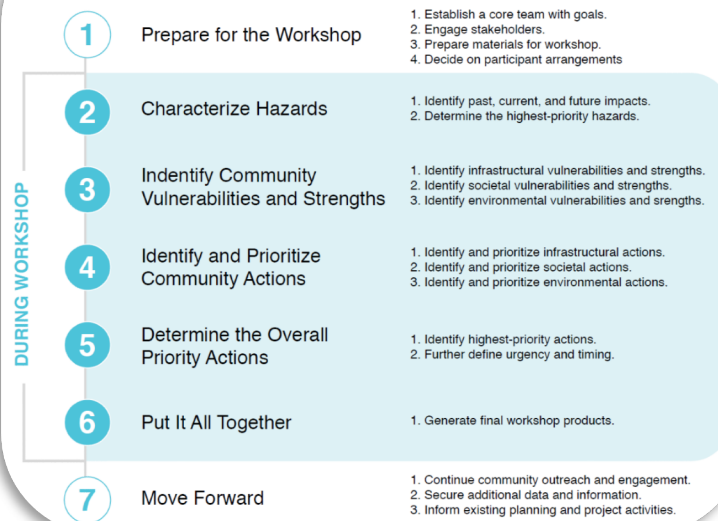 1
Prepare for the Workshop
1. Establish a core team with goals.
2. Engage stakeholders.
3. Prepare materials for workshop.
4. Decide on participant arrangements
DURING WORKSHOP
2
Characterize Hazards
1. Identify past, current, and future impacts.
2. Determine the highest-priority hazards.
3
Indentify Community
Vulnerabilities and Strengths
1. Identify infrastructural vulnerabilities and strengths.
2. Identify societal vulnerabilities and strengths.
3. Identify environmental vulnerabilities and srengths.
4
Identify and Prioritize
Community Actions
1. Identify and prioritize infrastructural actions.
2. Identify and prioritize societal actions.
3. Identify and prioritize environmental actions.
5
Determine the Overall
Priority Actions
1. Identify highest-priority actions.
2. Further define urgency and timing.
6
Put It All Together
1. Generate final workshop products.
7
Move Forward
1. Continue community outreach and engagement.
2. Secure additional data and information.
3. Inform existing planning and project activities.